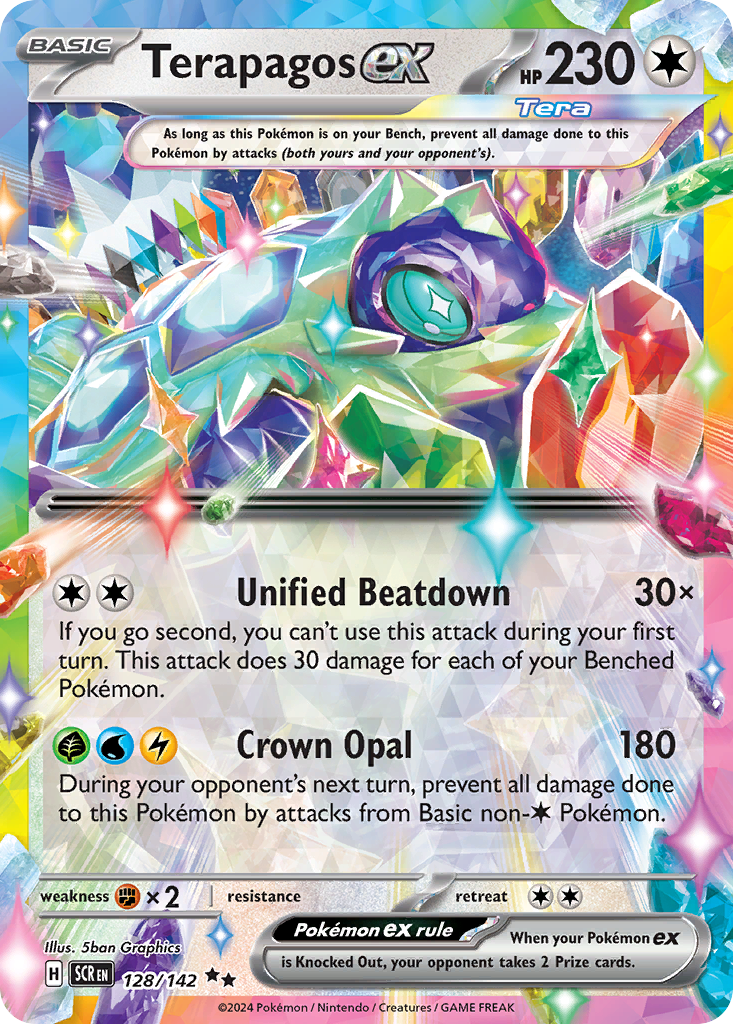 BASIC
Terapagos ex
HP 230
Tera
As long as this Pokémon is on your Bench, prevent all damage done to this
Pokémon by attacks (both yours and your opponent's).
Unified Beatdown 30×
If you go second, you can't use this attack during your first
turn. This attack does 30 damage for each of your Benched
Pokémon.
Crown Opal 180
During your opponent's next turn, prevent all damage done
to this Pokémon by attacks from Basic non- Pokémon.
weakness ×2 resistance retreat
Illus. 5ban Graphics
Pokémon ex rule
When your Pokémon ex
is Knocked Out, your opponent takes 2 Prize cards.
H SCR EN 128/142
©2024 Pokémon / Nintendo / Creatures / GAME FREAK